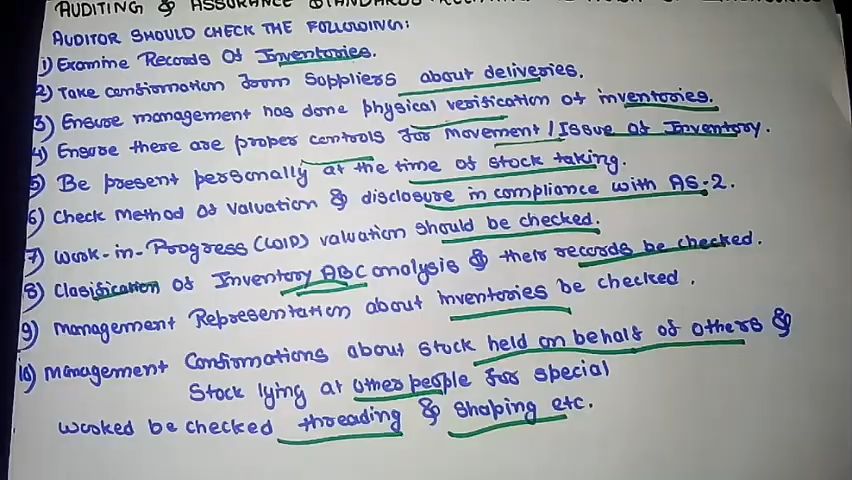 AUDITING & ASSURANCE STANDARDS
AUDITOR SHOULD CHECK THE FOLLOWING:
1) Examine Records of Inventories.
2) Take confirmation from suppliers about deliveries.
3) Ensure management has done physical verification of inventories.
4) Ensure there are proper controls for movement / Issue of Inventory.
5) Be present personally at the time of stock taking.
6) Check Method of valuation & disclosure in compliance with AS-2.
7) Work-in-Progress (WIP) valuation should be checked.
8) Clasification of Inventory ABC analysis & their records be checked.
9) Management Representation about inventories be checked.
10) Management Confirmations about stock held on behalf of others &
Stock lying at other people for special
worked be checked threading & shaping etc.